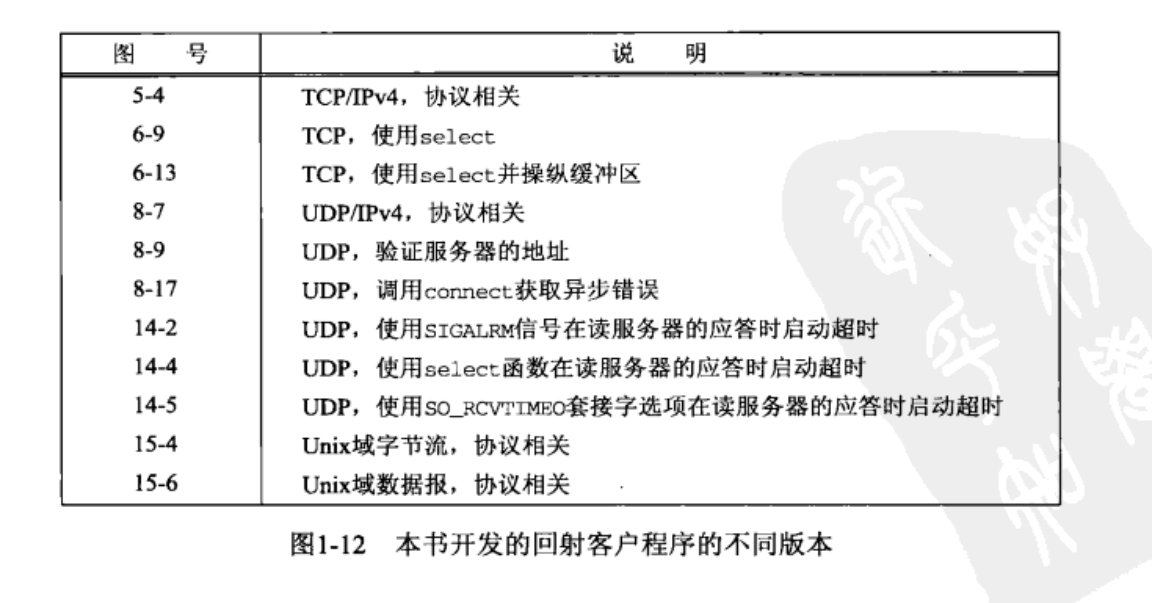 图 号 说 明
5-4 TCP/IPv4，协议相关
6-9 TCP，使用select
6-13 TCP，使用select并操纵缓冲区
8-7 UDP/IPv4，协议相关
8-9 UDP，验证服务器的地址
8-17 UDP，调用connect获取异步错误
14-2 UDP，使用SIGALRM信号在读服务器的应答时启动超时
14-4 UDP，使用select函数在读服务器的应答时启动超时
14-5 UDP，使用SO_RCVTIMEO套接字选项在读服务器的应答时启动超时
15-4 Unix域字节流，协议相关
15-6 Unix域数据报，协议相关
图1-12 本书开发的回射客户程序的不同版本